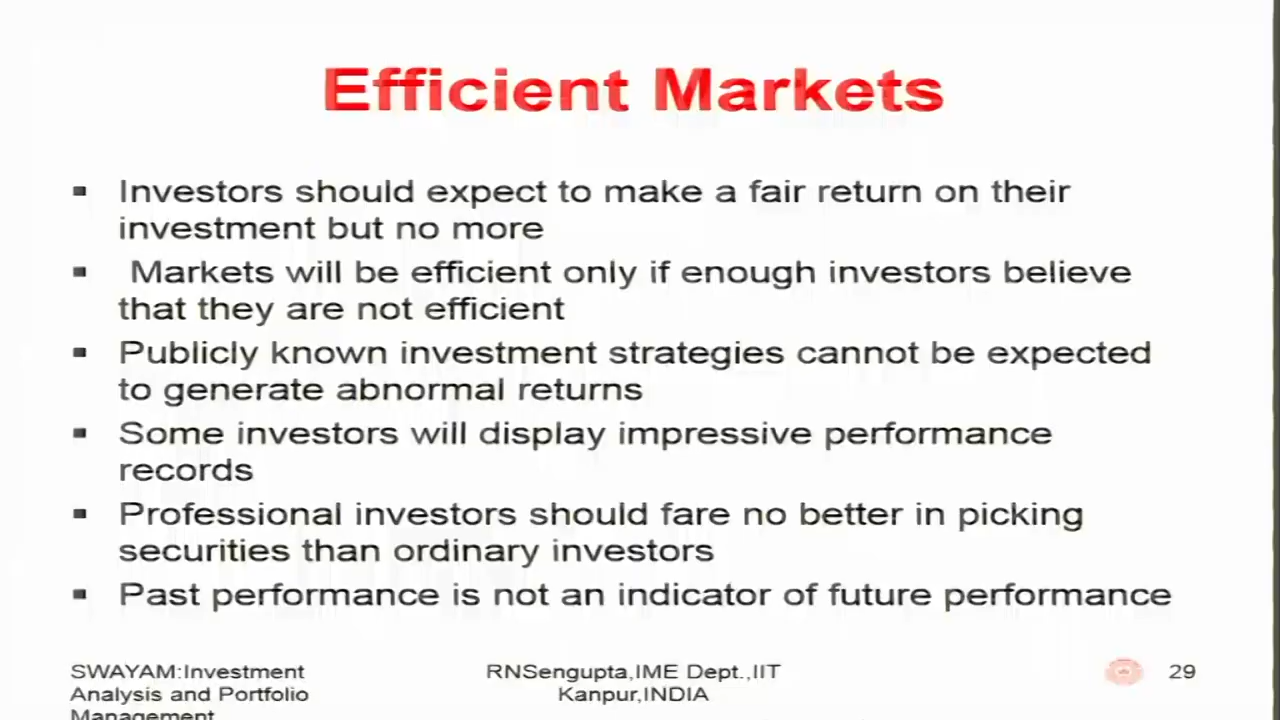 Efficient Markets
▪ Investors should expect to make a fair return on their
investment but no more
▪ Markets will be efficient only if enough investors believe
that they are not efficient
▪ Publicly known investment strategies cannot be expected
to generate abnormal returns
▪ Some investors will display impressive performance
records
▪ Professional investors should fare no better in picking
securities than ordinary investors
▪ Past performance is not an indicator of future performance
SWAYAM:Investment
Analysis and Portfolio
Management
RNSengupta,IME Dept.,IIT
Kanpur,INDIA
29